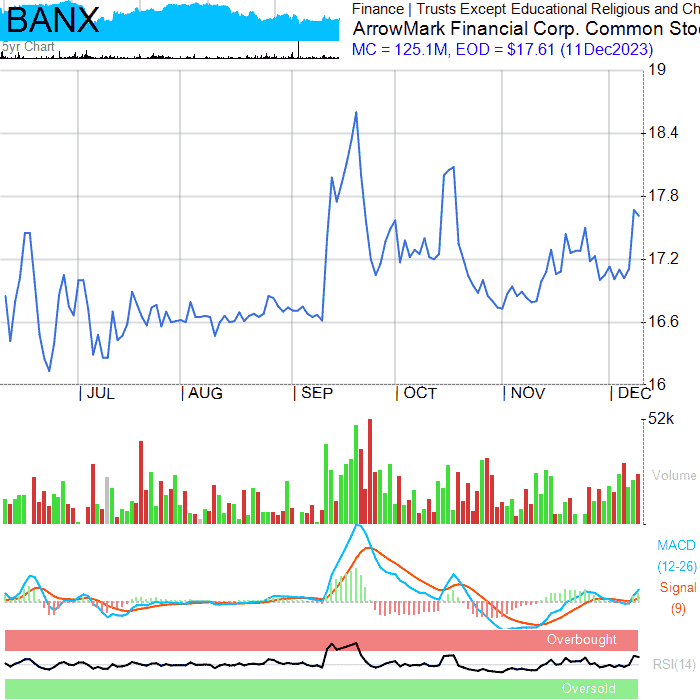 BANX
5yr Chart
Finance | Trusts Except Educational Religious and Ch
ArrowMark Financial Corp. Common Sto
MC = 125.1M, EOD = $17.61 (11Dec2023)
19
18.4
17.8
17.2
16.6
16
JUL AUG SEP OCT NOV DEC
52k
Volume
MACD
(12-26)
Signal
(9)
Overbought
RSI(14)
Oversold